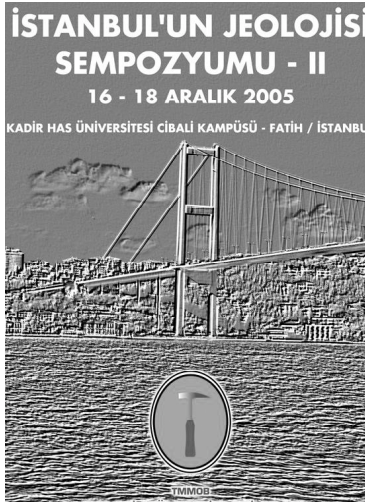 İSTANBUL'UN JEOLOJİSİ
SEMPOZYUMU - II
16 - 18 ARALIK 2005
KADİR HAS ÜNİVERSİTESİ CİBALİ KAMPÜSÜ - FATİH / İSTANBU
TMMOB